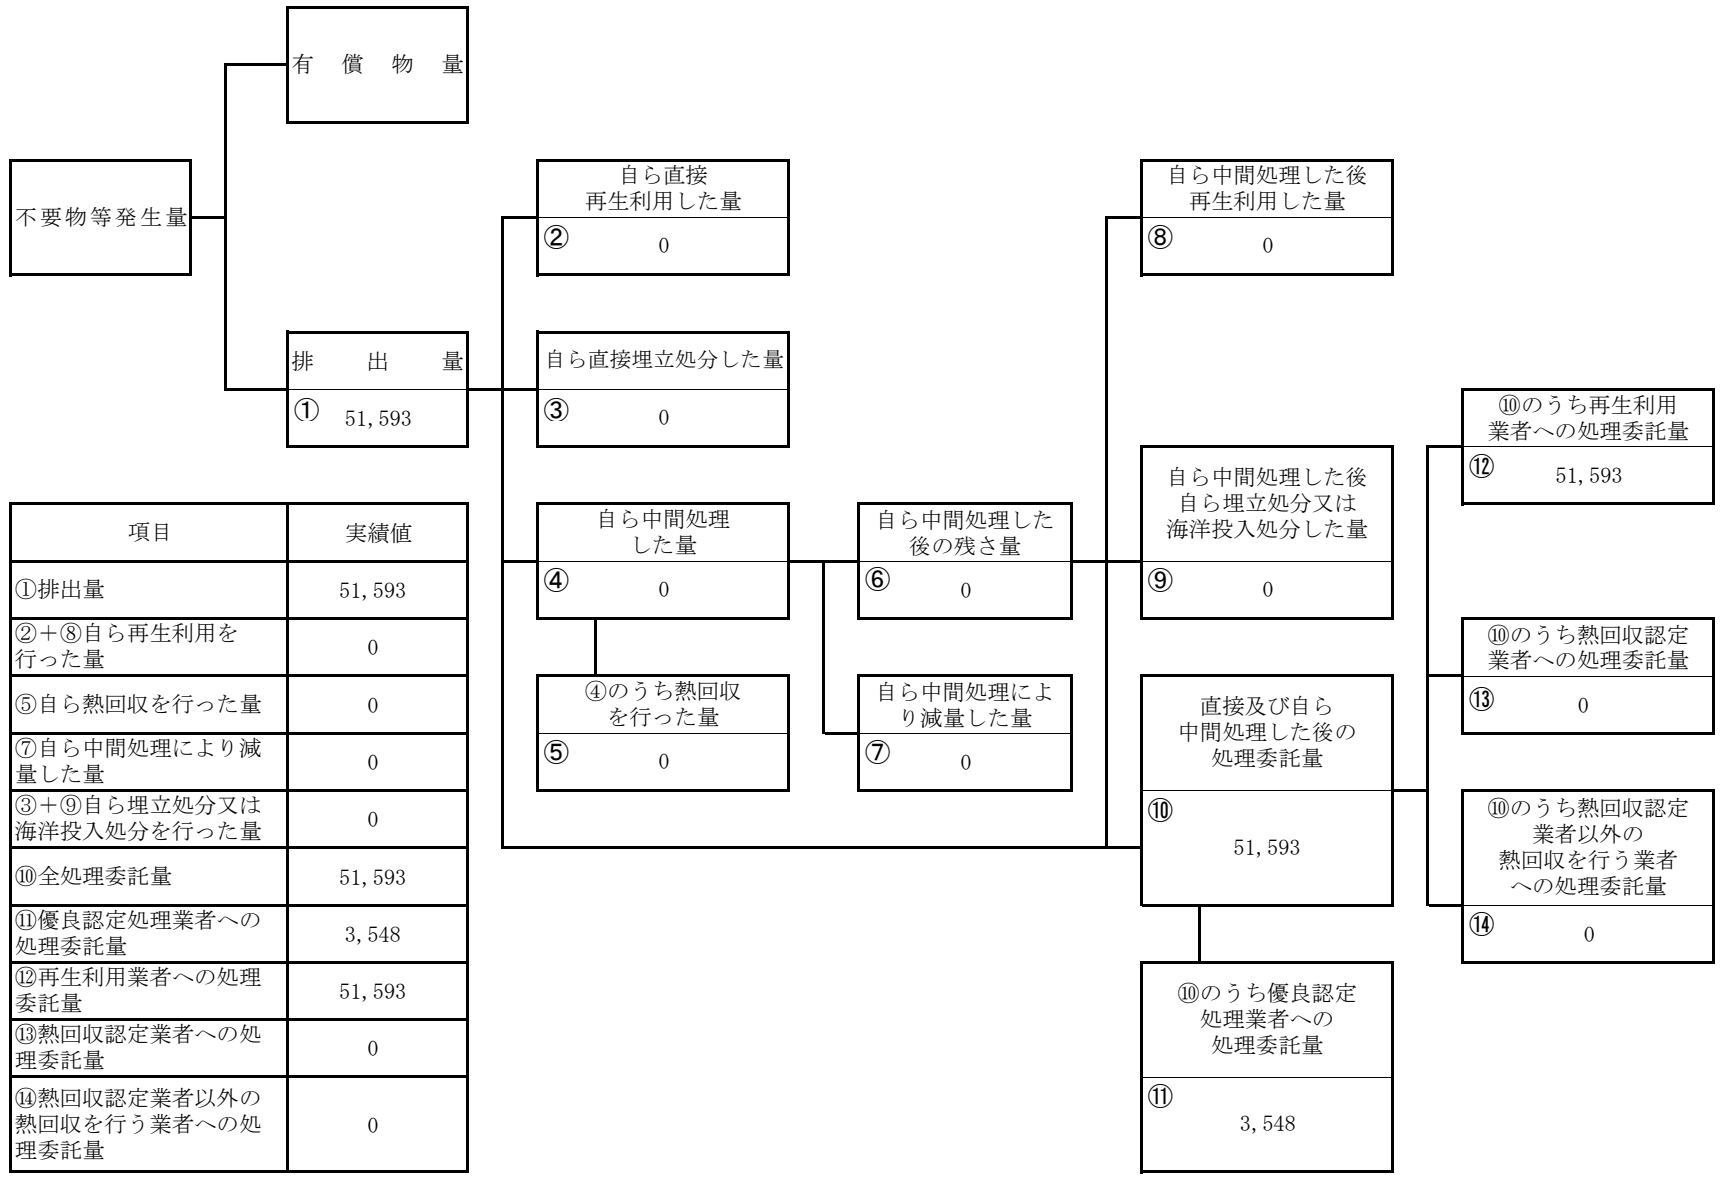 有償物量
不要物等発生量
排出量
① 51,593
自ら直接
再生利用した量
② 0
自ら直接埋立処分した量
③ 0
自ら中間処理
した量
④ 0
④のうち熱回収
を行った量
⑤ 0
自ら中間処理した
後の残さ量
⑥ 0
自ら中間処理によ
り減量した量
⑦ 0
自ら中間処理した後
再生利用した量
⑧ 0
自ら中間処理した後
自ら埋立処分又は
海洋投入処分した量
⑨ 0
直接及び自ら
中間処理した後の
処理委託量
⑩
51,593
⑩のうち優良認定
処理業者への
処理委託量
⑪
3,548
⑩のうち再生利用
業者への処理委託量
⑫ 51,593
⑩のうち熱回収認定
業者への処理委託量
⑬ 0
⑩のうち熱回収認定
業者以外の
熱回収を行う業者
への処理委託量
⑭ 0
項目 実績値
①排出量 51,593
②＋⑧自ら再生利用を
行った量 0
⑤自ら熱回収を行った量 0
⑦自ら中間処理により減
量した量 0
③＋⑨自ら埋立処分又は
海洋投入処分を行った量 0
⑩全処理委託量 51,593
⑪優良認定処理業者への
処理委託量 3,548
⑫再生利用業者への処理
委託量 51,593
⑬熱回収認定業者への処
理委託量 0
⑭熱回収認定業者以外の
熱回収を行う業者への処
理委託量 0